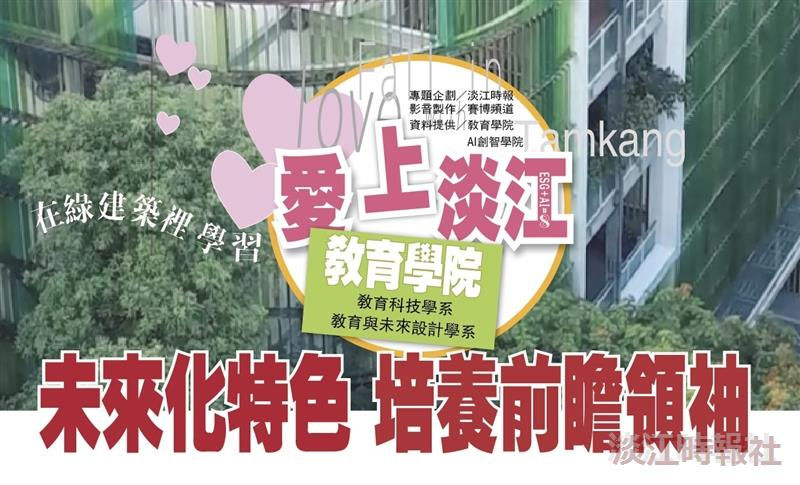 Fall in
love with
Tamkang
專題企劃／淡江時報
影音製作／賽博頻道
資料提供／教育學院
AI創智學院
愛上淡江
ESG+AI=∞
在綠建築裡 學習
教育學院
教育科技學系
教育與未來設計學系
未來化特色 培養前瞻領袖
淡江時報社